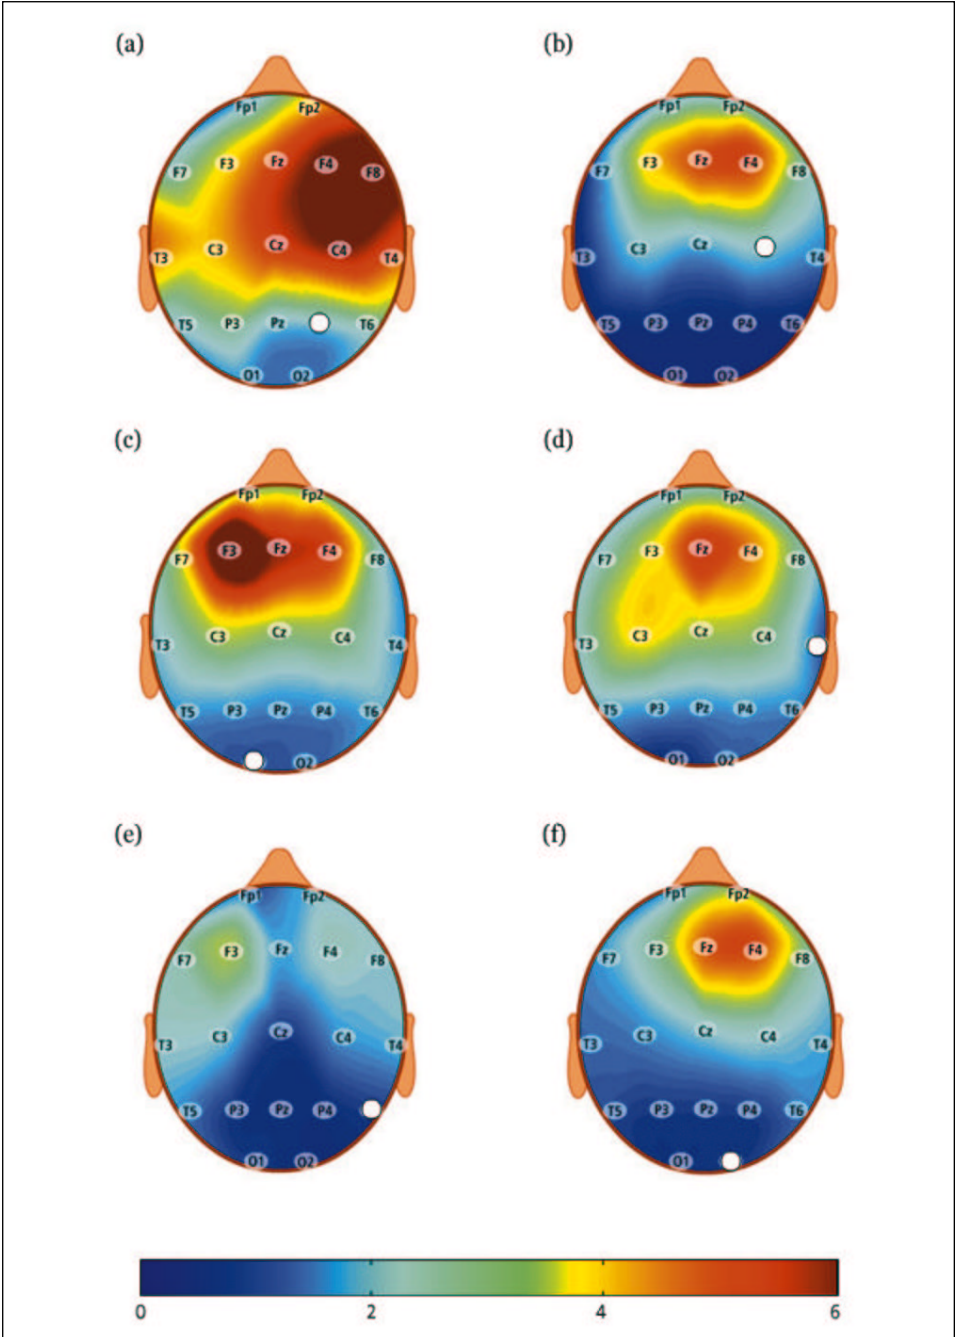 (a) (b)
Fp1 Fp2 Fp1 Fp2
F7 F3 Fz F4 F8 F7 F3 Fz F4 F8
T3 C3 Cz C4 T4 T3 C3 Cz T4
T5 P3 Pz T6 T5 P3 Pz P4 T6
O1 O2 O1 O2
(c) (d)
Fp1 Fp2 Fp1 Fp2
F7 F3 Fz F4 F8 F7 F3 Fz F4 F8
T3 C3 Cz C4 T4 T3 C3 Cz C4
T5 P3 Pz P4 T6 T5 P3 Pz P4 T6
O2 O1 O2
(e) (f)
Fp1 Fp2 Fp1 Fp2
F7 F3 Fz F4 F8 F7 F3 Fz F4 F8
T3 C3 Cz C4 T4 T3 C3 Cz C4 T4
T5 P3 Pz P4 T5 P3 Pz P4 T6
O1 O2 O1
0 2 4 6